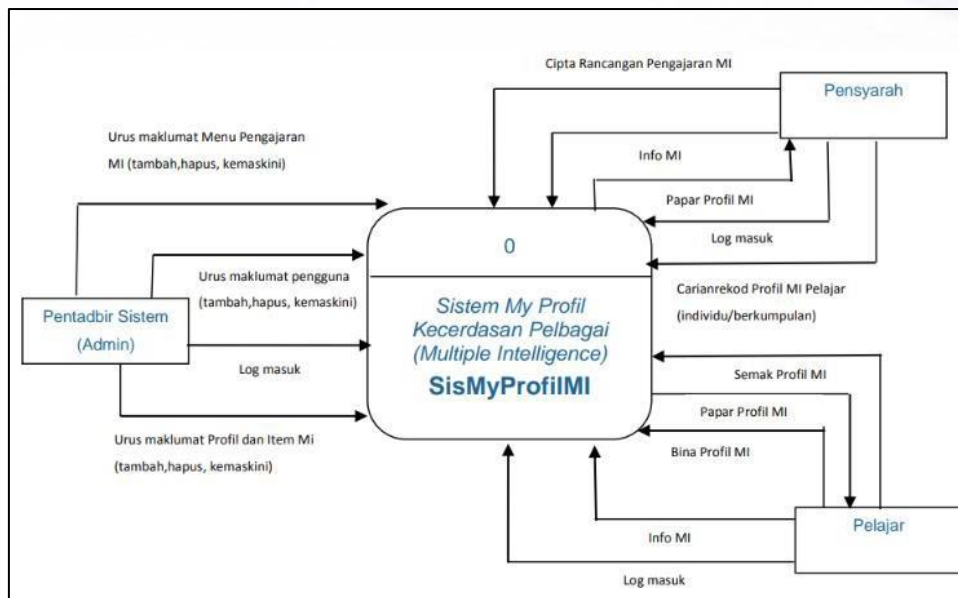 Cipta Rancangan Pengajaran MI
Pensyarah
Urus maklumat Menu Pengajaran
MI (tambah,hapus, kemaskini)
Info MI
Papar Profil MI
Log masuk
0
Urus maklumat pengguna
(tambah,hapus, kemaskini)
Carianrekod Profil MI Pelajar
(individu/berkumpulan)
Pentadbir Sistem
(Admin)
Sistem My Profil
Kecerdasan Pelbagai
(Multiple Intelligence)
SisMyProfilMI
Log masuk
Semak Profil MI
Papar Profil MI
Bina Profil MI
Urus maklumat Profil dan Item Mi
(tambah,hapus, kemaskini)
Pelajar
Info MI
Log masuk